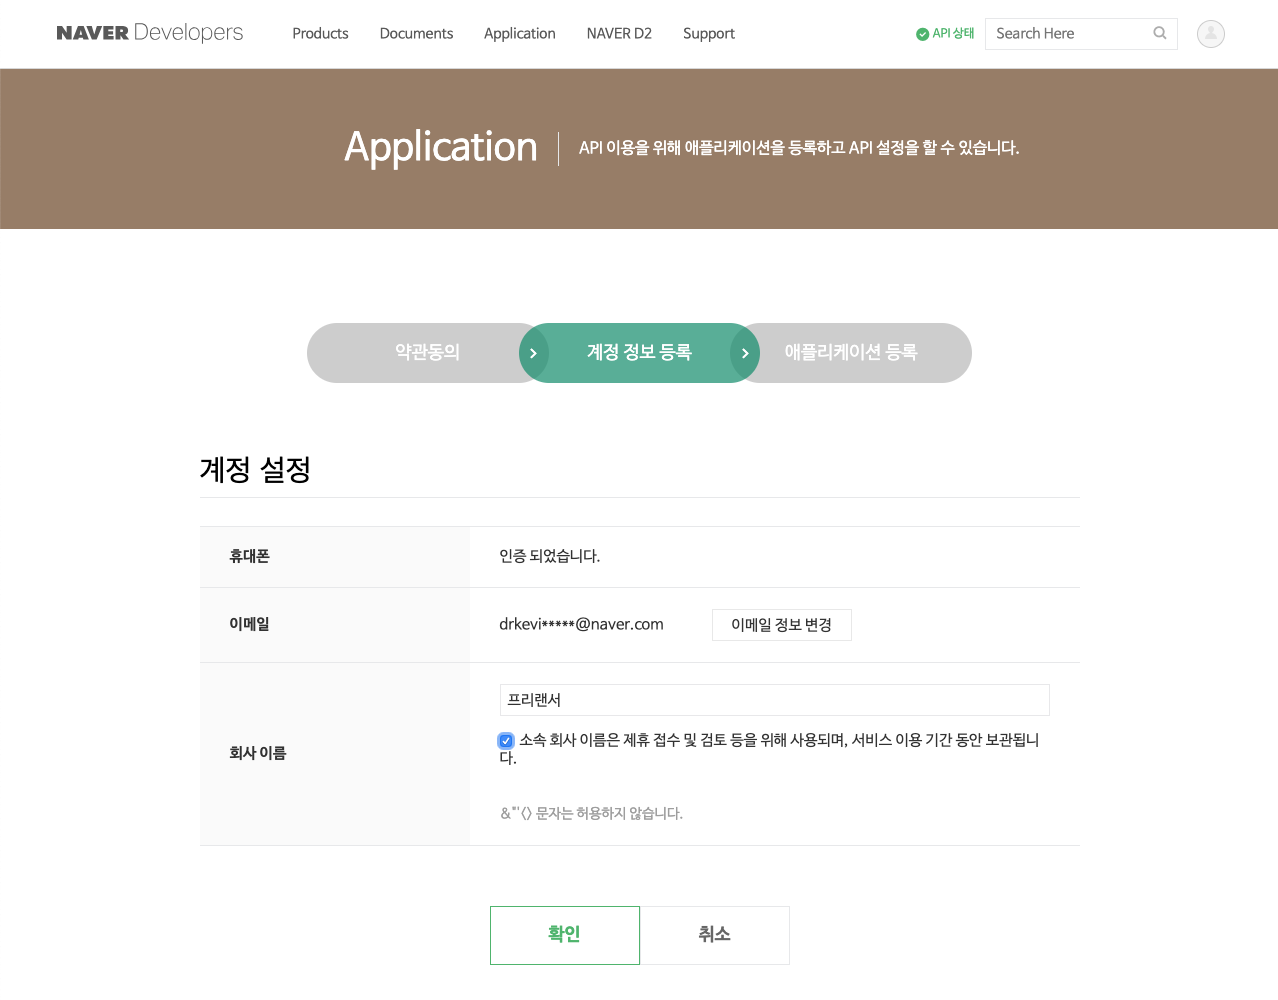 NAVER Developers
Products Documents Application NAVER D2 Support
API 상태
Search Here
Application
API 이용을 위해 애플리케이션을 등록하고 API 설정을 할 수 있습니다.
약관동의
계정 정보 등록
애플리케이션 등록
계정 설정
휴대폰
인증 되었습니다.
이메일
drkevi*****@naver.com
이메일 정보 변경
회사 이름
프리랜서
소속 회사 이름은 제휴 접수 및 검토 등을 위해 사용되며, 서비스 이용 기간 동안 보관됩니
다.
&"'<> 문자는 허용하지 않습니다.
확인
취소